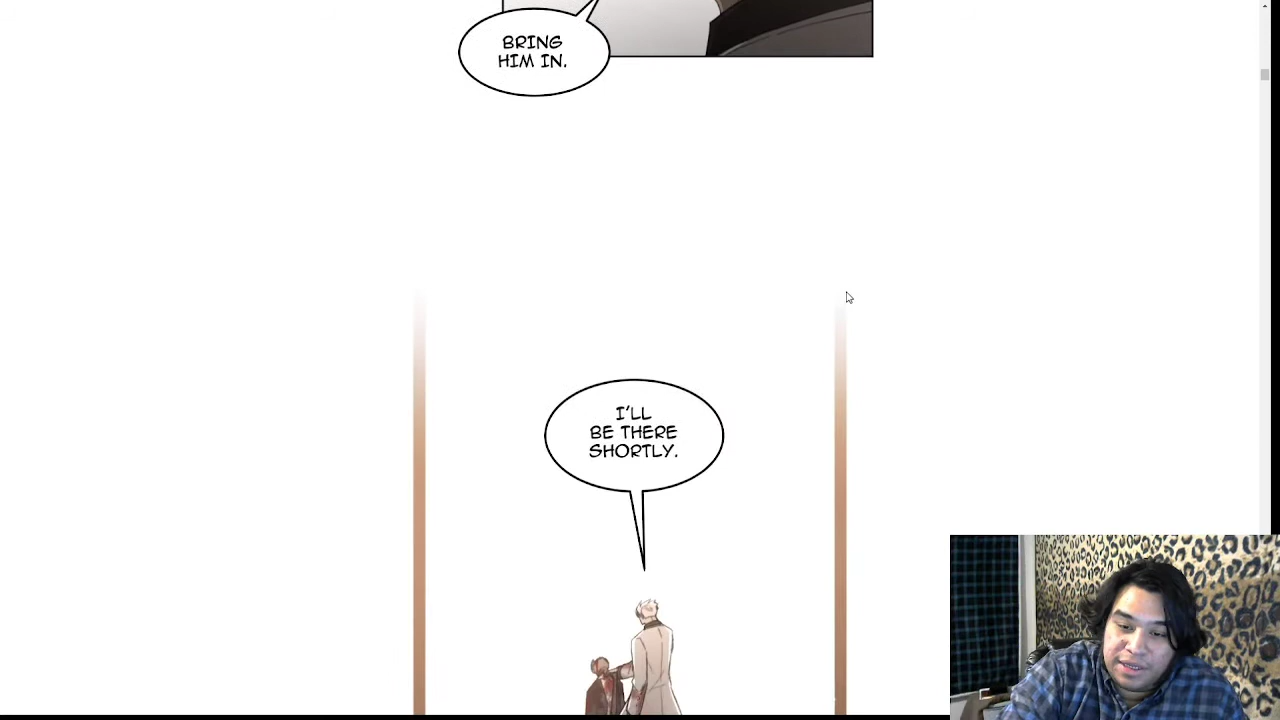 BRING
HIM IN.
I'LL
BE THERE
SHORTLY.